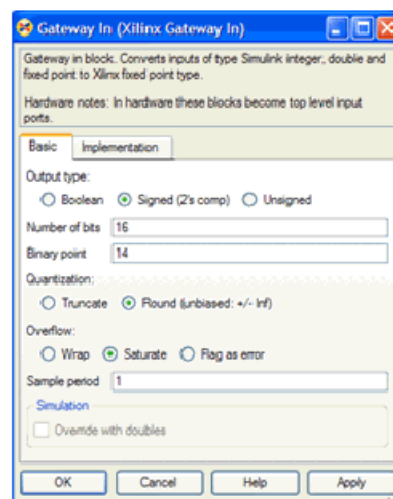 Gateway In (Xilinx Gateway In)
Gateway in block. Converts inputs of type Simulink integer, double and
fixed point to Xilinx fixed point type.
Hardware notes: In hardware these blocks become top level input
ports.
Basic Implementation
Output type:
Boolean Signed (2's comp) Unsigned
Number of bits 16
Binary point 14
Quantization:
Truncate Round (unbiased: +/- Inf)
Overflow:
Wrap Saturate Flag as error
Sample period 1
Simulation
Override with doubles
OK Cancel Help Apply